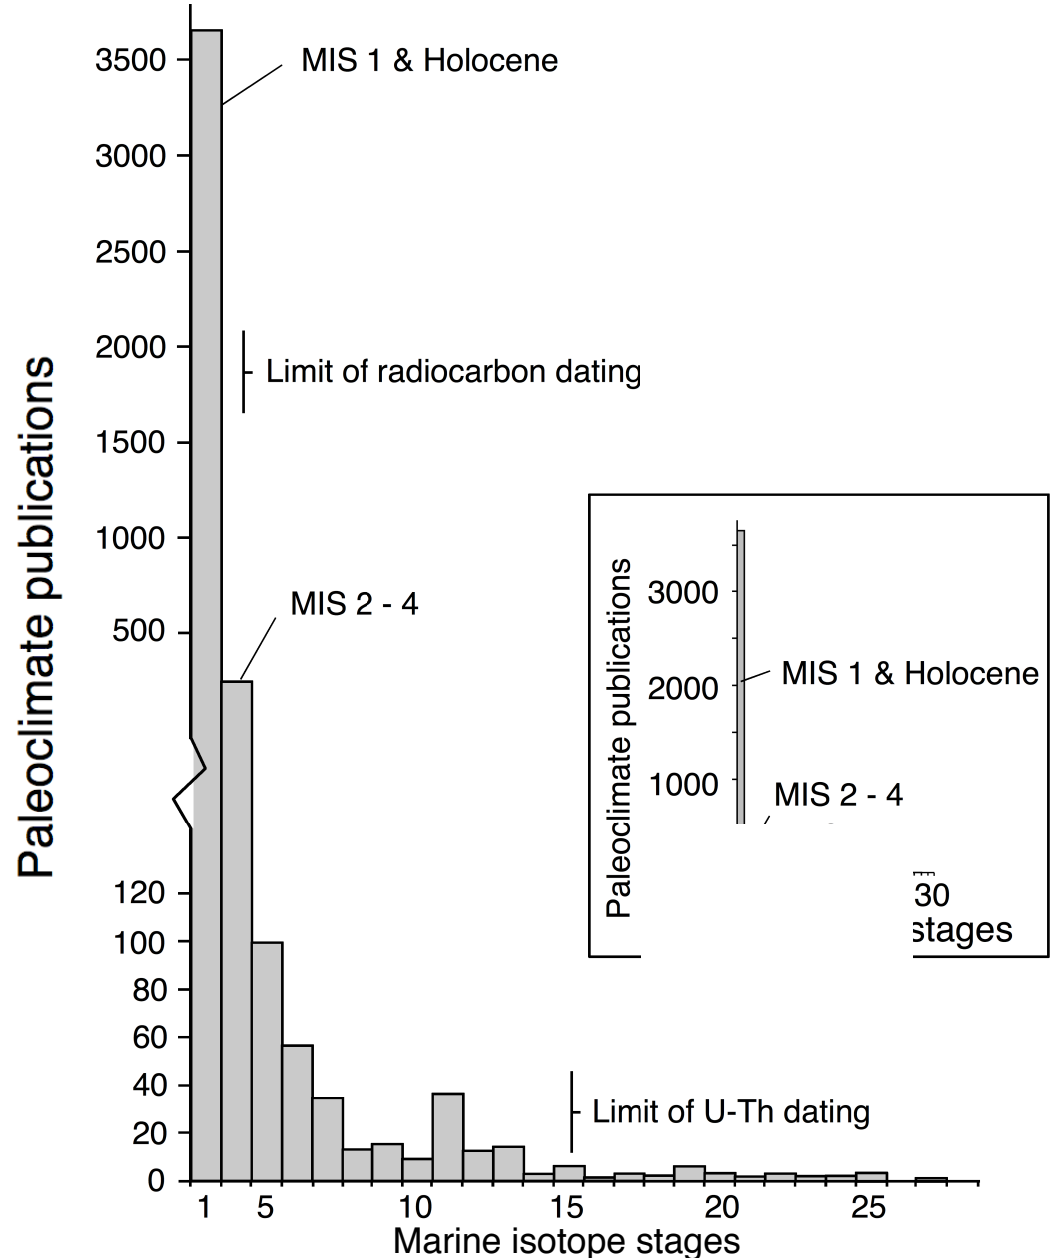 Paleoclimate publications
3500
3000
2500
2000
1500
1000
500
120
100
80
60
40
20
0
MIS 1 & Holocene
Limit of radiocarbon dating
MIS 2 - 4
Limit of U-Th dating
1 5 10 15 20 25
Marine isotope stages
Paleoclimate publications
3000
2000
1000
MIS 1 & Holocene
MIS 2 - 4
30
stages